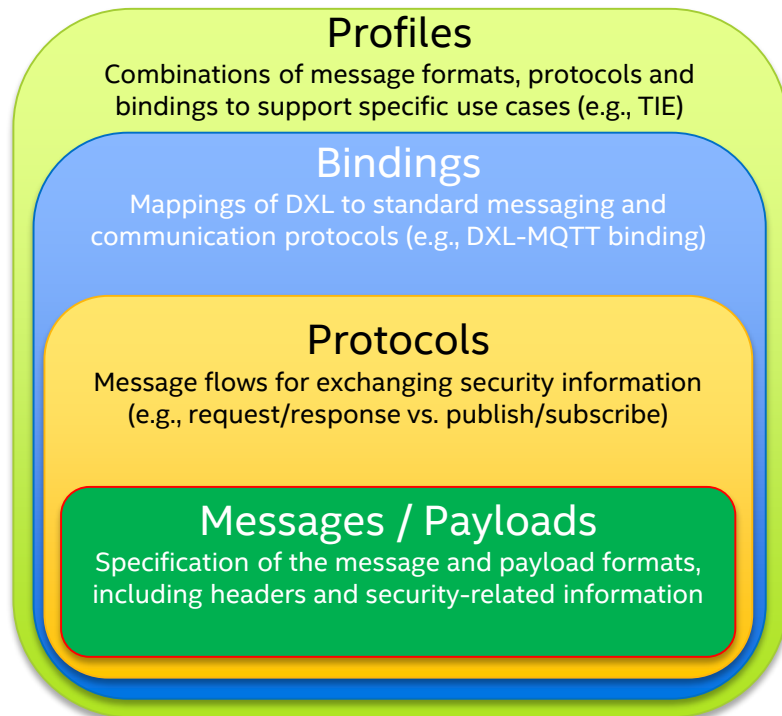 Profiles
Combinations of message formats, protocols and
bindings to support specific use cases (e.g., TIE)
Bindings
Mappings of DXL to standard messaging and
communication protocols (e.g., DXL-MQTT binding)
Protocols
Message flows for exchanging security information
(e.g., request/response vs. publish/subscribe)
Messages / Payloads
Specification of the message and payload formats,
including headers and security-related information